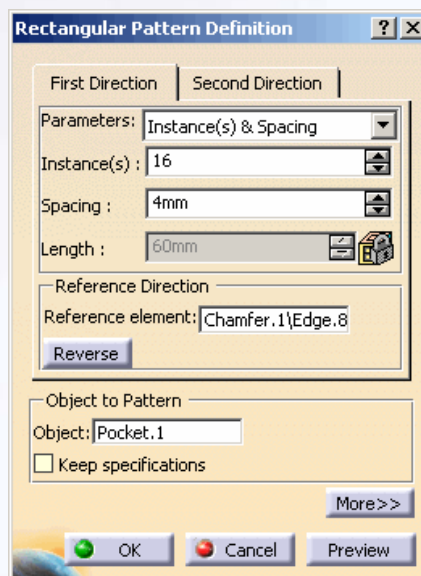 Rectangular Pattern Definition ? X
First Direction Second Direction
Parameters: Instance(s) & Spacing
Instance(s) : 16
Spacing : 4mm
Length : 60mm
Reference Direction
Reference element: Chamfer.1\Edge.8
Reverse
Object to Pattern
Object: Pocket.1
Keep specifications
More>>
OK Cancel Preview